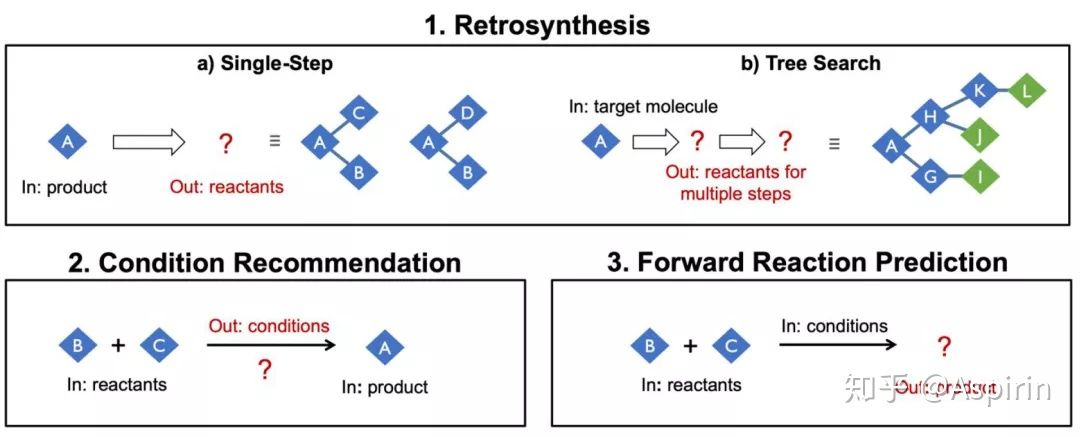 1. Retrosynthesis
a) Single-Step
A
?
≡
A
C
B
A
D
B
In: product
Out: reactants
b) Tree Search
In: target molecule
A
?
?
≡
A
H
K
L
J
G
I
Out: reactants for
multiple steps
2. Condition Recommendation
B + C
Out: conditions
?
A
In: reactants
In: product
3. Forward Reaction Prediction
B + C
In: conditions
?
In: reactants
Out: product
知乎 @Aspirin